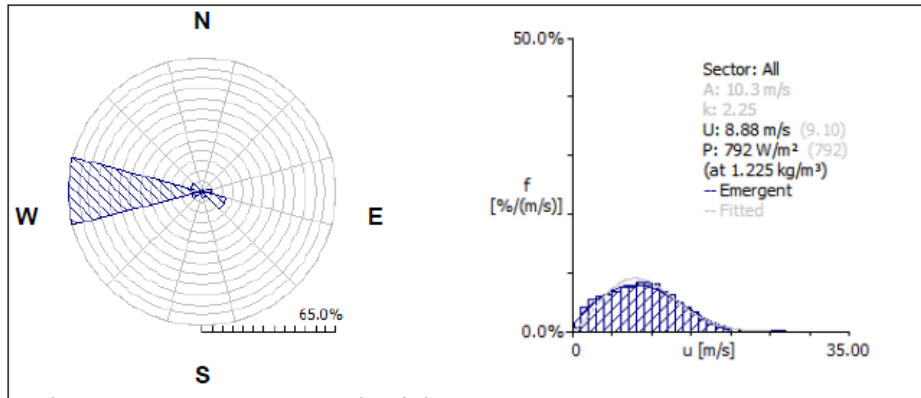 N
W
E
S
65.0%
50.0%
f
[%/(m/s)]
0.0%
0
u [m/s]
35.00
Sector: All
A: 10.3 m/s
k: 2.25
U: 8.88 m/s (9.10)
P: 792 W/m² (792)
(at 1.225 kg/m³)
-- Emergent
-- Fitted